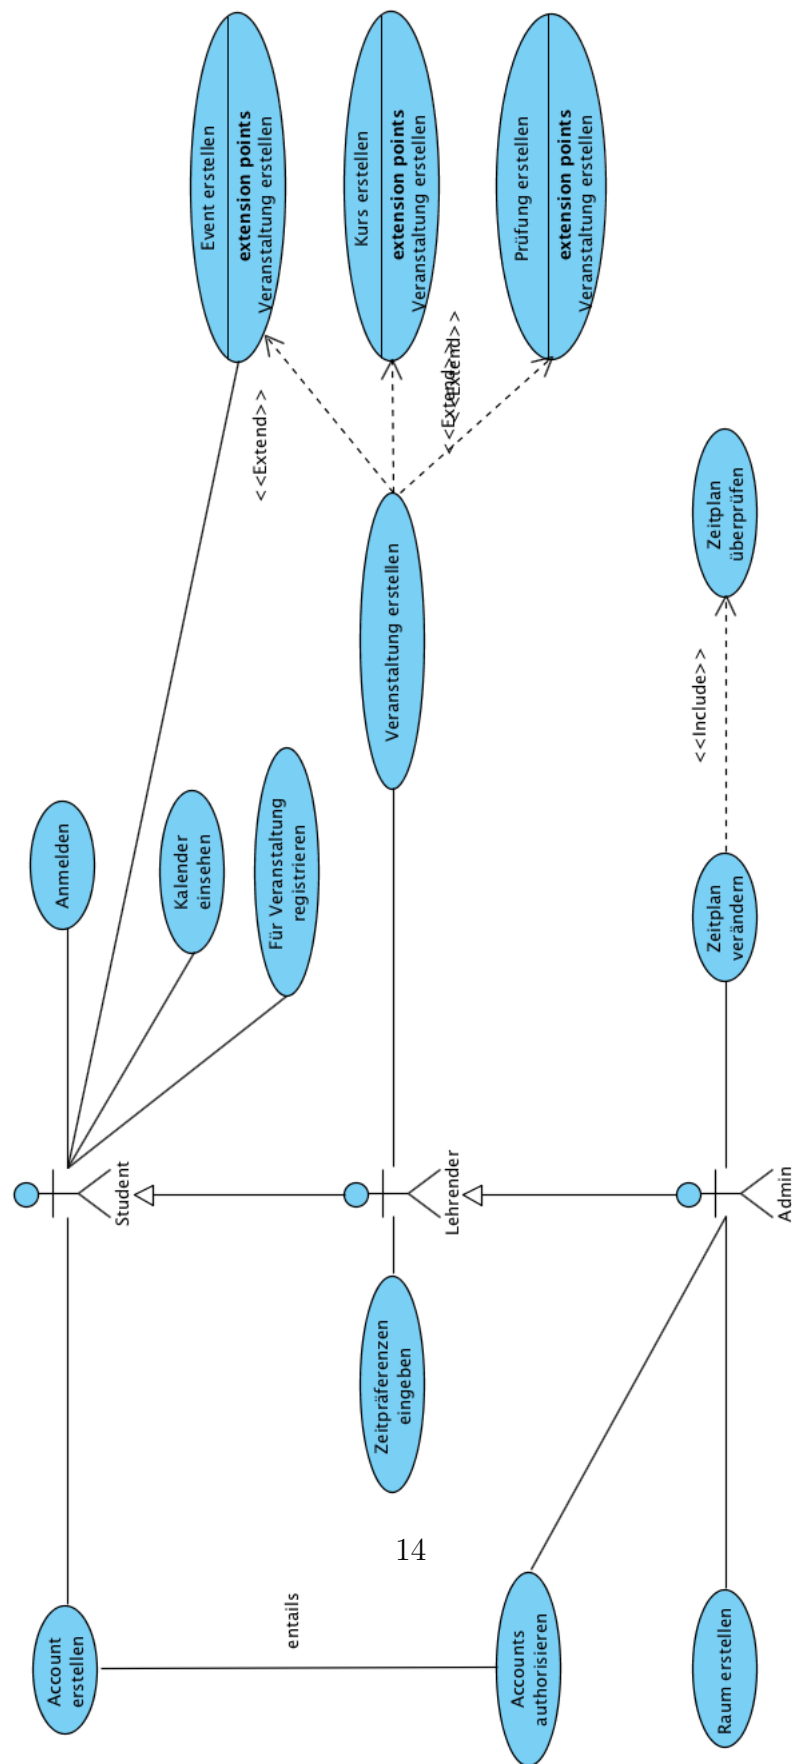 Account
erstellen
Student
Anmelden
Kalender
einsehen
Für Veranstaltung
registrieren
Event erstellen
extension points
Veranstaltung erstellen
<<Extend>>
entails
Zeitpräferenzen
eingeben
Lehrender
Veranstaltung erstellen
Kurs erstellen
extension points
Veranstaltung erstellen
<<Extend>>
<<Extend>>
Prüfung erstellen
extension points
Veranstaltung erstellen
Accounts
authorisieren
Raum erstellen
Admin
Zeitplan
verändern
<<Include>>
Zeitplan
überprüfen
14